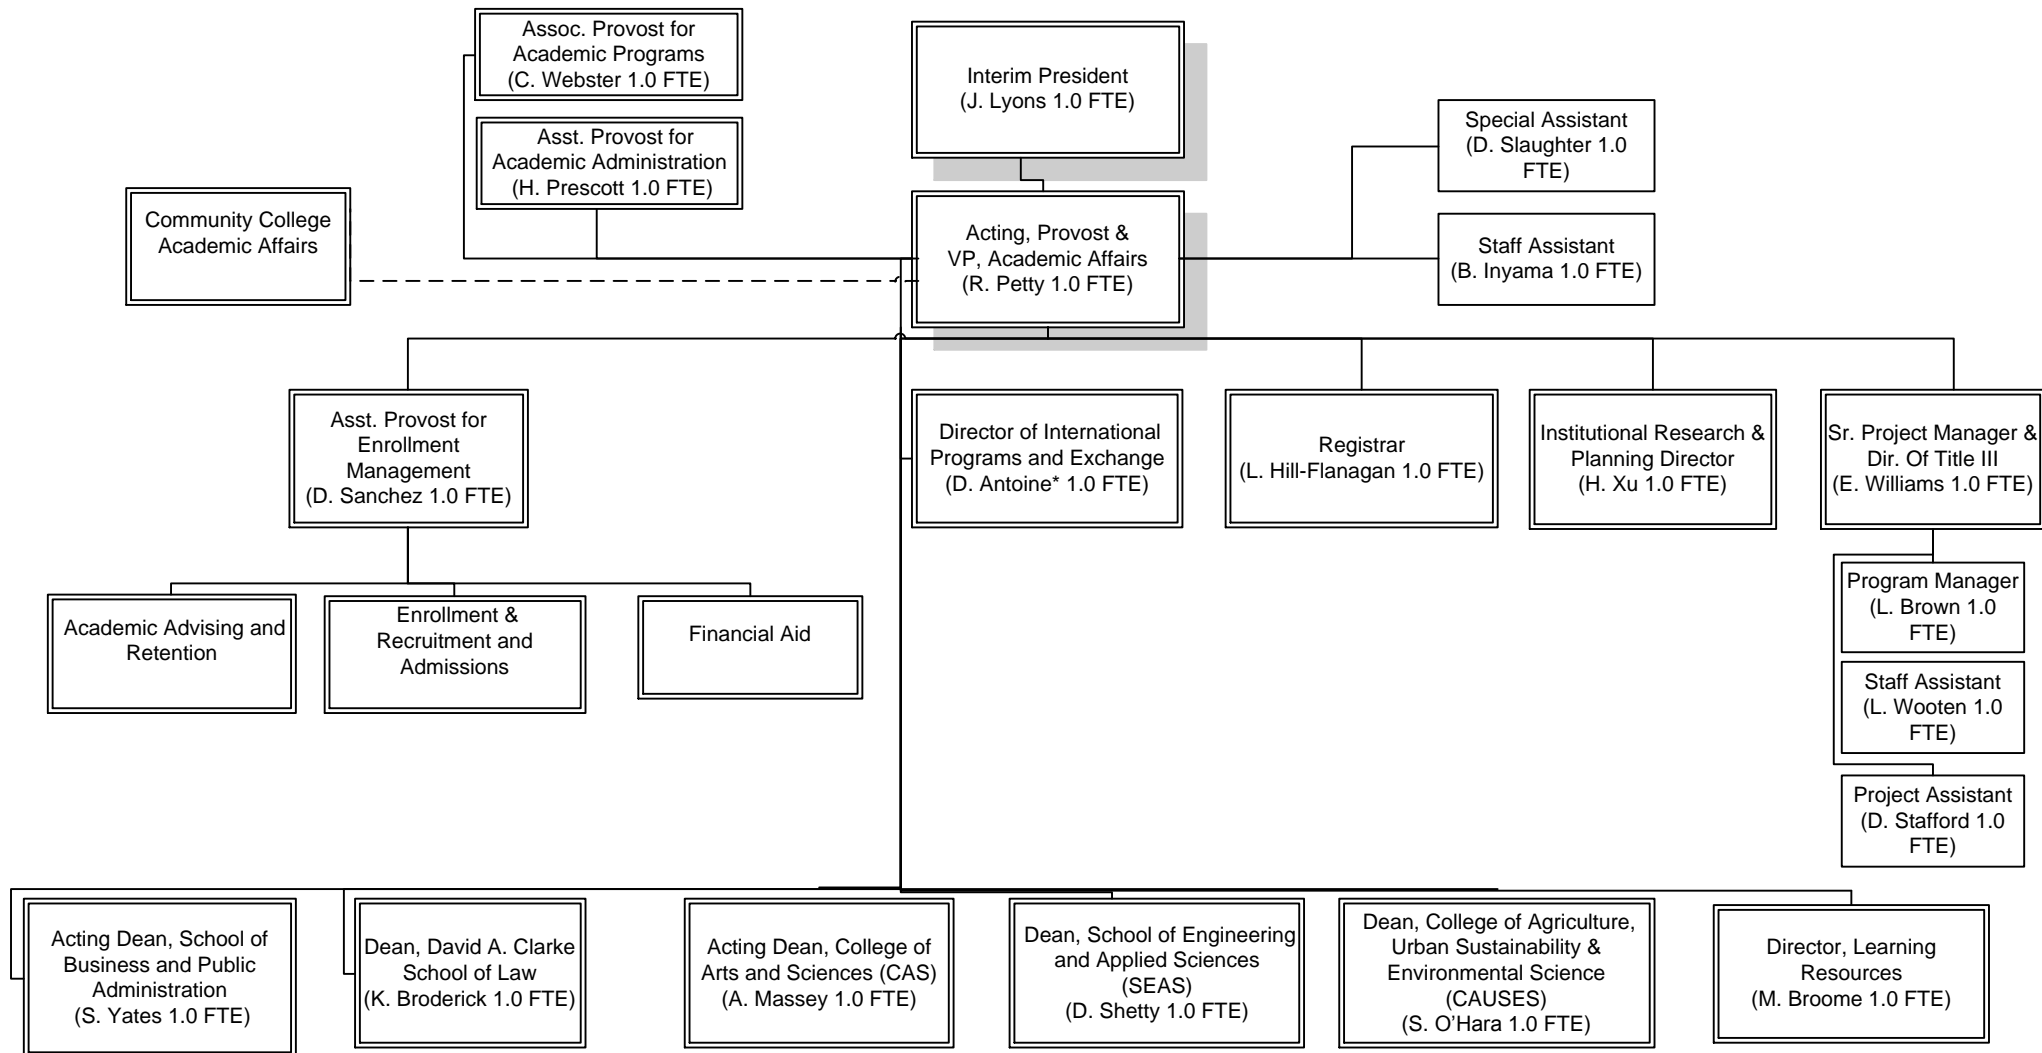 Assoc. Provost for
Academic Programs
(C. Webster 1.0 FTE)
Interim President
(J. Lyons 1.0 FTE)
Asst. Provost for
Academic Administration
(H. Prescott 1.0 FTE)
Special Assistant
(D. Slaughter 1.0
FTE)
Community College
Academic Affairs
Acting, Provost &
VP, Academic Affairs
(R. Petty 1.0 FTE)
Staff Assistant
(B. Inyama 1.0 FTE)
Asst. Provost for
Enrollment
Management
(D. Sanchez 1.0 FTE)
Director of International
Programs and Exchange
(D. Antoine* 1.0 FTE)
Registrar
(L. Hill-Flanagan 1.0 FTE)
Institutional Research &
Planning Director
(H. Xu 1.0 FTE)
Sr. Project Manager &
Dir. Of Title III
(E. Williams 1.0 FTE)
Academic Advising and
Retention
Enrollment &
Recruitment and
Admissions
Financial Aid
Program Manager
(L. Brown 1.0
FTE)
Staff Assistant
(L. Wooten 1.0
FTE)
Project Assistant
(D. Stafford 1.0
FTE)
Acting Dean, School of
Business and Public
Administration
(S. Yates 1.0 FTE)
Dean, David A. Clarke
School of Law
(K. Broderick 1.0 FTE)
Acting Dean, College of
Arts and Sciences (CAS)
(A. Massey 1.0 FTE)
Dean, School of Engineering
and Applied Sciences
(SEAS)
(D. Shetty 1.0 FTE)
Dean, College of Agriculture,
Urban Sustainability &
Environmental Science
(CAUSES)
(S. O'Hara 1.0 FTE)
Director, Learning
Resources
(M. Broome 1.0 FTE)